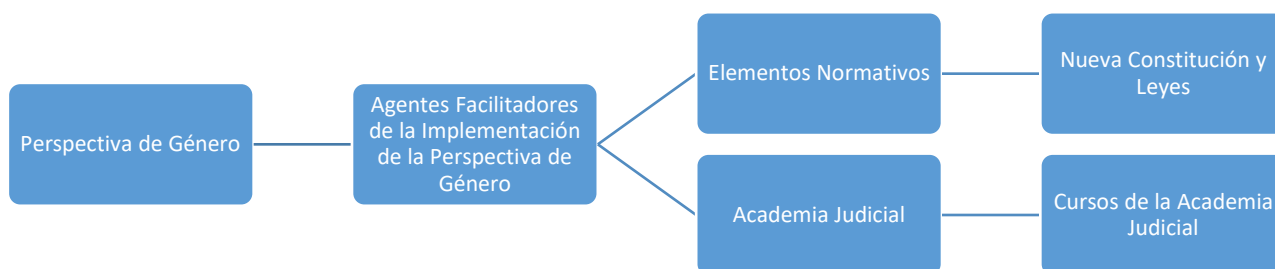 Perspectiva de Género
Agentes Facilitadores
de la Implementación
de la Perspectiva de
Género
Elementos Normativos
Nueva Constitución y
Leyes
Academia Judicial
Cursos de la Academia
Judicial